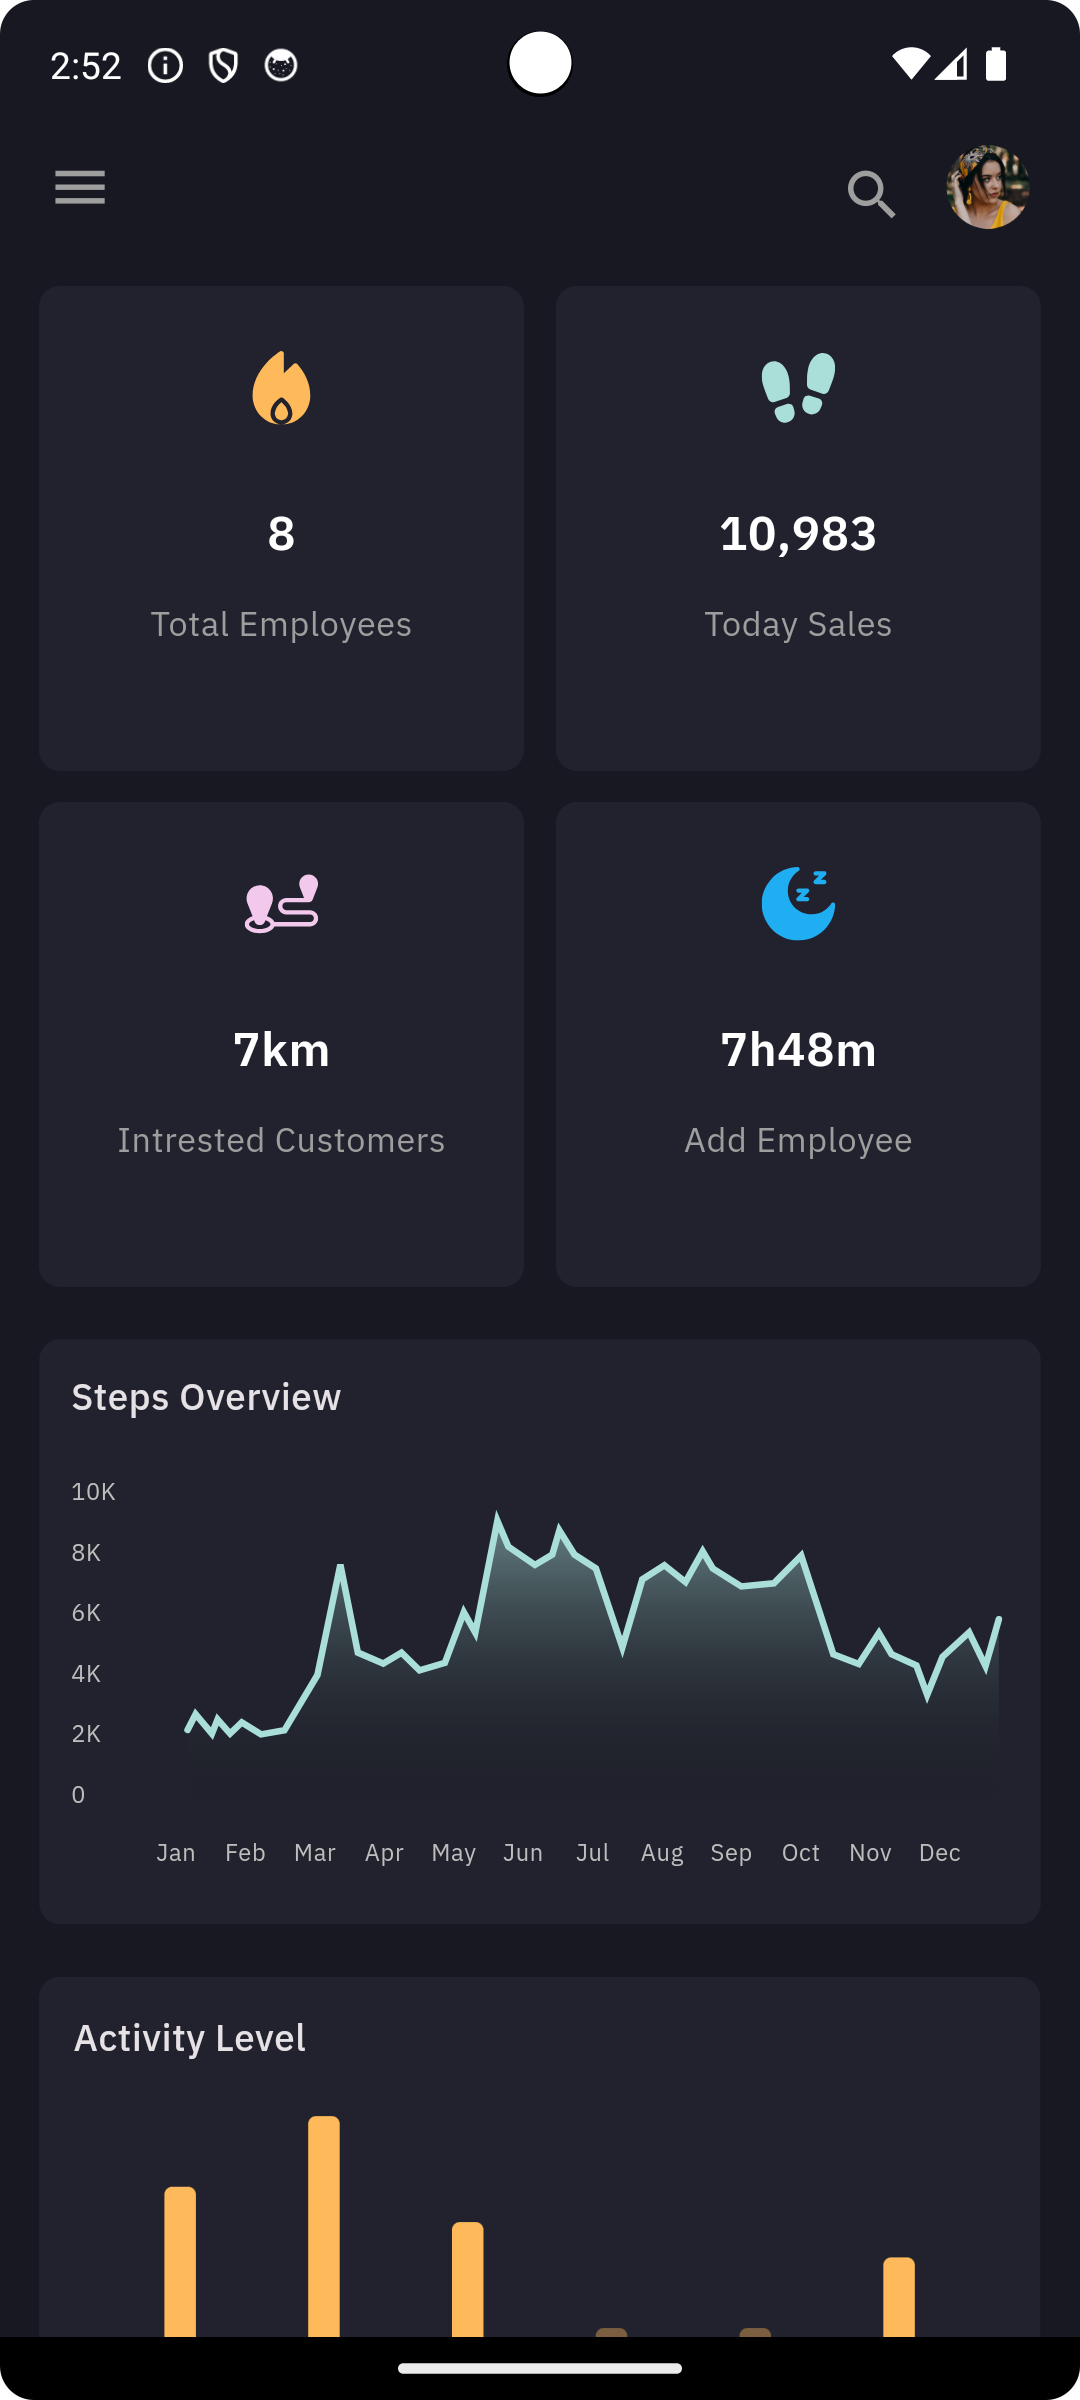 2:52
8
10,983
Total Employees
Today Sales
7km
7h48m
Intrested Customers
Add Employee
Steps Overview
10K
8K
6K
4K
2K
0
Jan Feb Mar Apr May Jun Jul Aug Sep Oct Nov Dec
Activity Level